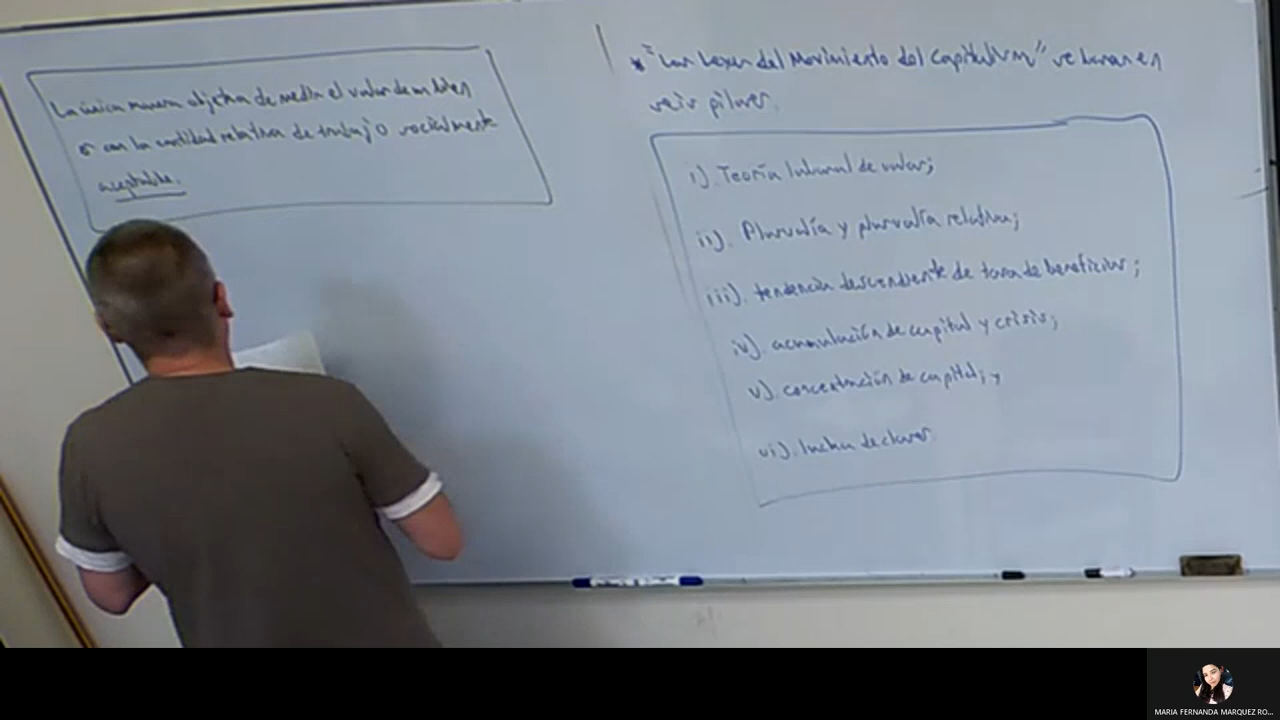 La única manera objetiva de medir el valor de un bien
es con la cantidad relativa de trabajo socialmente
aceptable.
* "Las Leyes del Movimiento del Capitalism" se basan en
seis pilares.
i). Teoría laboral de valor;
ii). Plusvalía y plusvalía relativa;
iii). tendencia descendiente de tasa de beneficios;
iv). acumulación de capital y crisis;
v). concentración de capital; y
vi). lucha de clases
MARIA FERNANDA MARQUEZ RO...